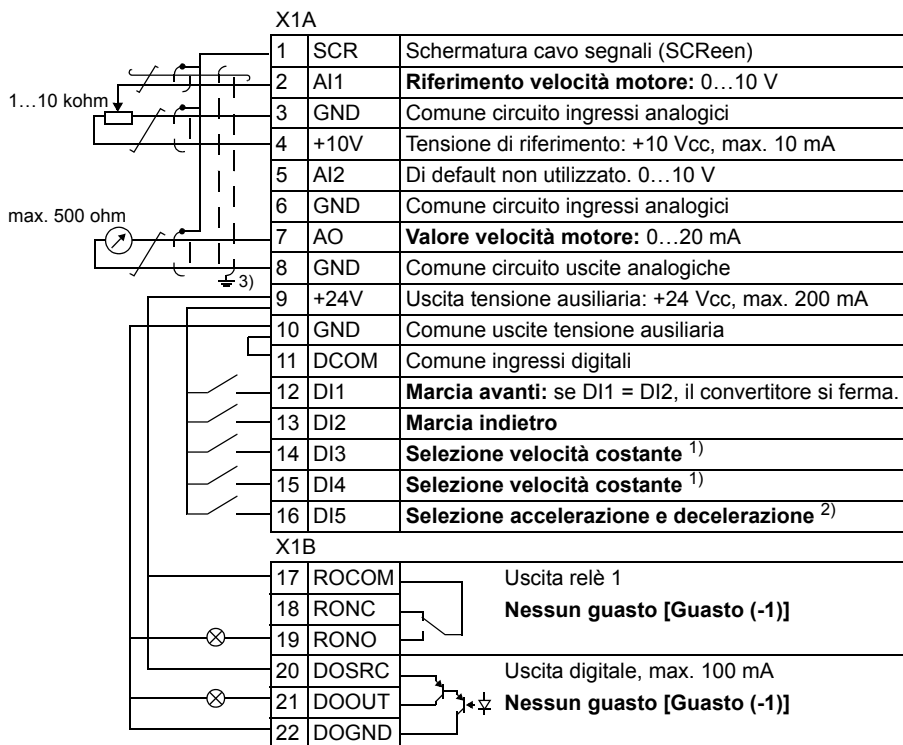 X1A
1 SCR Schermatura cavo segnali (SCReen)
2 AI1 Riferimento velocità motore: 0…10 V
1…10 kohm
3 GND Comune circuito ingressi analogici
4 +10V Tensione di riferimento: +10 Vcc, max. 10 mA
5 AI2 Di default non utilizzato. 0…10 V
6 GND Comune circuito ingressi analogici
max. 500 ohm
7 AO Valore velocità motore: 0…20 mA
8 GND Comune circuito uscite analogiche
3)
9 +24V Uscita tensione ausiliaria: +24 Vcc, max. 200 mA
10 GND Comune uscite tensione ausiliaria
11 DCOM Comune ingressi digitali
12 DI1 Marcia avanti: se DI1 = DI2, il convertitore si ferma.
13 DI2 Marcia indietro
14 DI3 Selezione velocità costante 1)
15 DI4 Selezione velocità costante 1)
16 DI5 Selezione accelerazione e decelerazione 2)
X1B
17 ROCOM Uscita relè 1
18 RONC Nessun guasto [Guasto (-1)]
19 RONO
20 DOSRC Uscita digitale, max. 100 mA
21 DOOUT Nessun guasto [Guasto (-1)]
22 DOGND